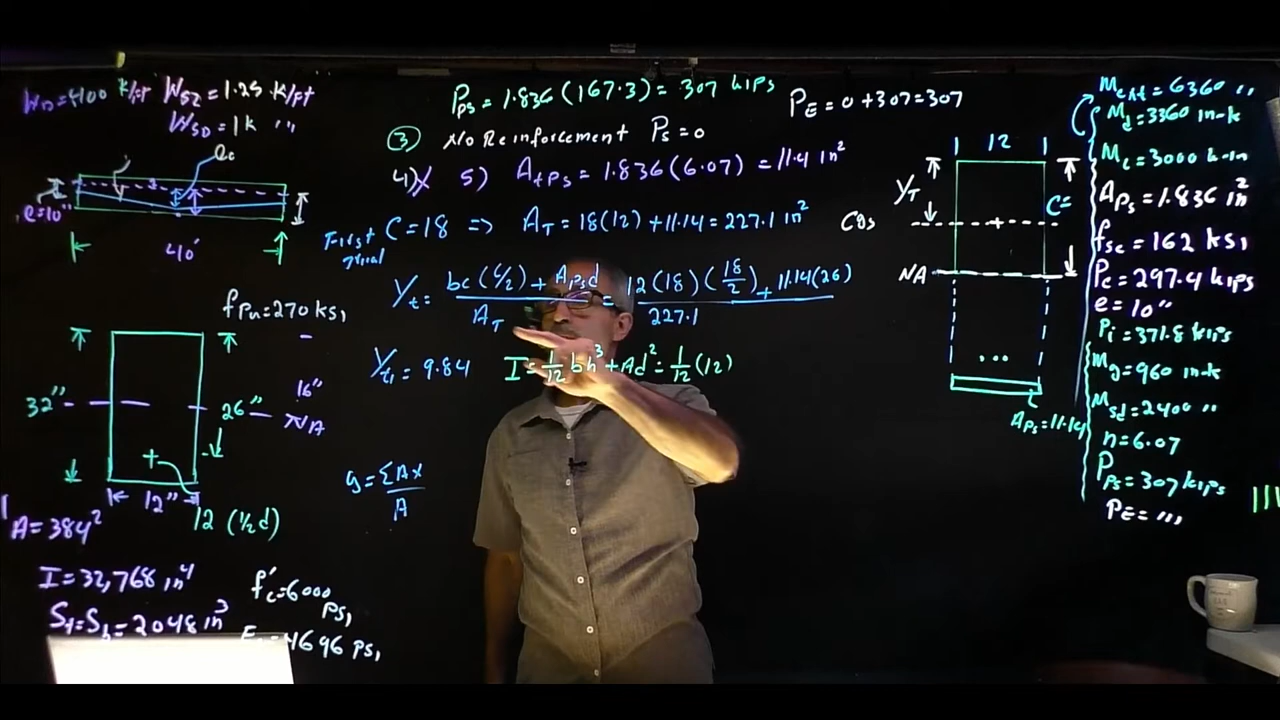 W_D=400 k/ft W_SL=1.25 k/ft
W_SD=1k "
Q_c
e=10"
40'
f_Pu=270 ksi
32"
26"
16"
NA
12"
12 (1/2 d)
A=384²
I=32,768 in⁴
S_t=S_b=2048 in³
f'_c=6000 psi
4696 psi
P_PS=1.836(167.3)=307 kips
P_E=0+307=307
③ No Reinforcement P_s=0
4) X 5) A_tPS=1.836(6.07)=11.4 in²
First Trial C=18 => A_T=18(12)+11.14=227.1 in²
Y_t= bc(c/2)+A_PS d / A_T = 12(18)(18/2)+11.14(26) / 227.1
Y_t1=9.84 I=1/12 bh³+Ad²=1/12(12)
y=ΣAx/A
12
Y_T
C=
Cgs
NA
...
A_PS=11.14
M_ext=6360 "
M_d=3360 in-k
M_L=3000 k-in
A_PS=1.836 in²
f_se=162 ksi
P_e=297.4 kips
e=10"
P_i=371.8 kips
M_g=960 in-k
M_sd=2400 "
n=6.07
P_PS=307 kips
P_E= ,,,